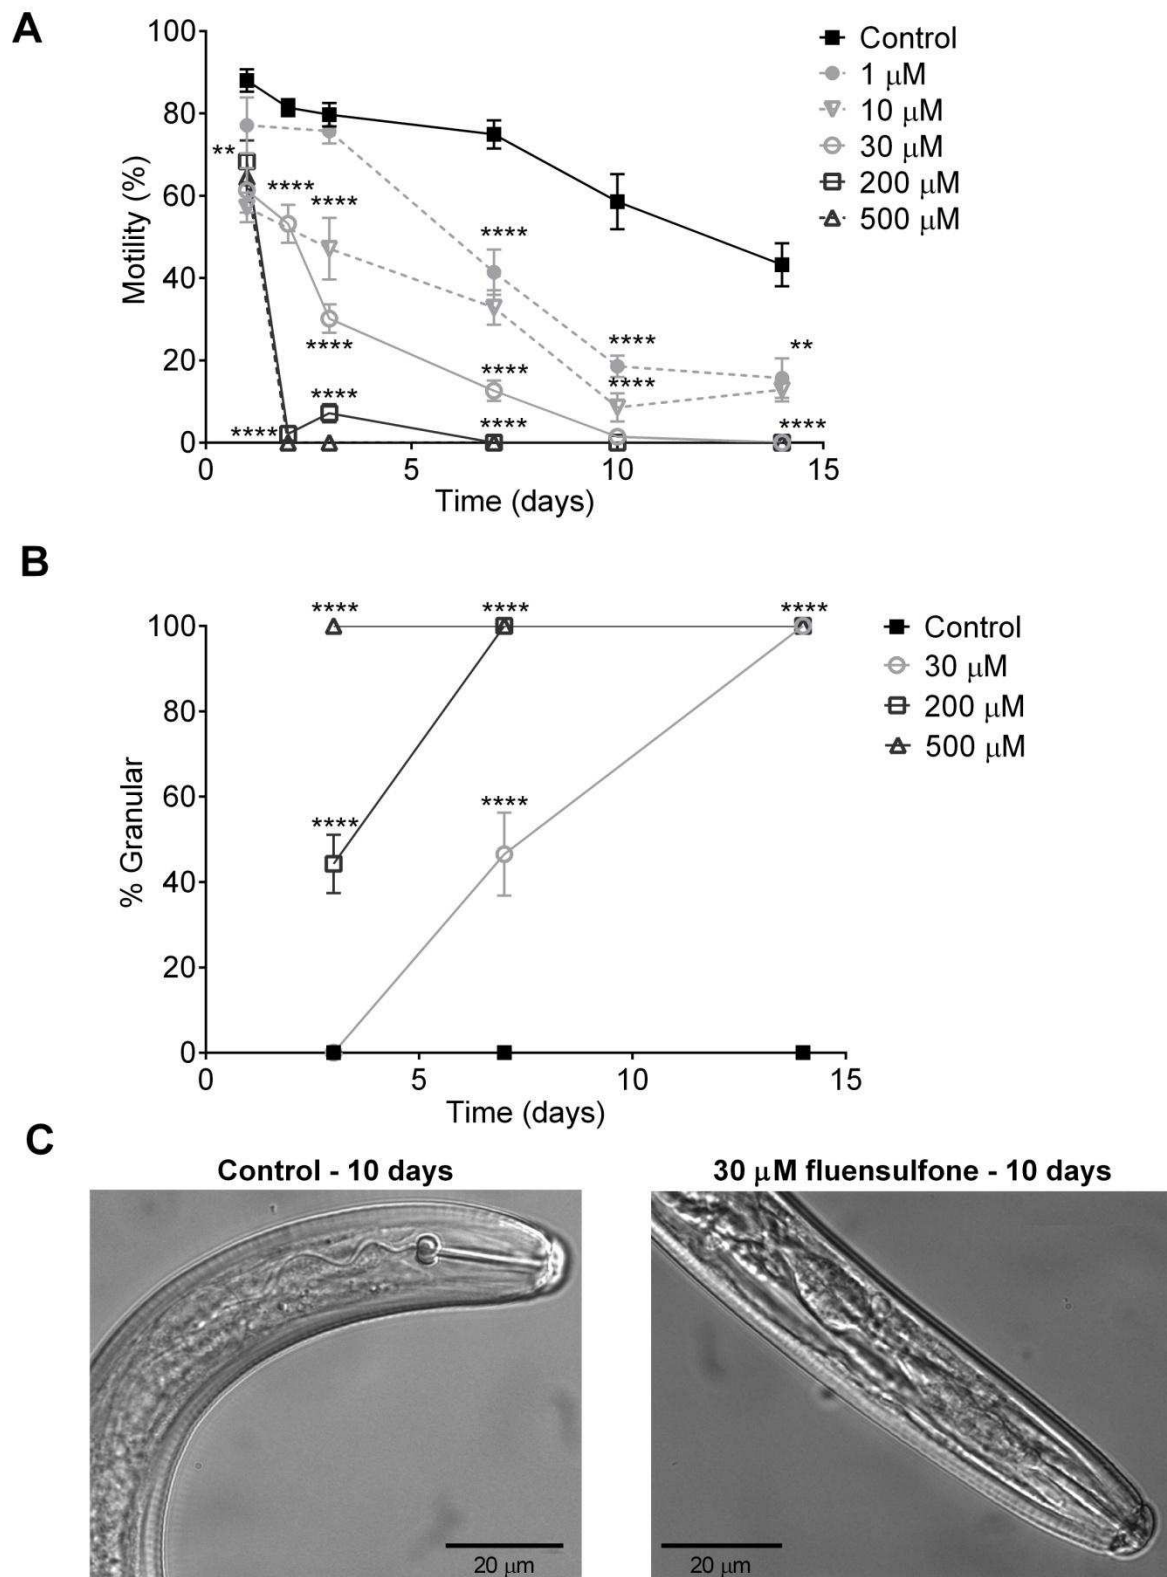 A
100
80
60
40
20
0
Motility (%)
0 5 10 15
Time (days)
** **** **** ****
**** **** **** **
**** **** ****
**** **** ****
Control
1 μM
10 μM
30 μM
200 μM
500 μM
B
100
80
60
40
20
0
% Granular
0 5 10 15
Time (days)
**** **** ****
**** ****
Control
30 μM
200 μM
500 μM
C
Control - 10 days
30 μM fluensulfone - 10 days
20 μm
20 μm